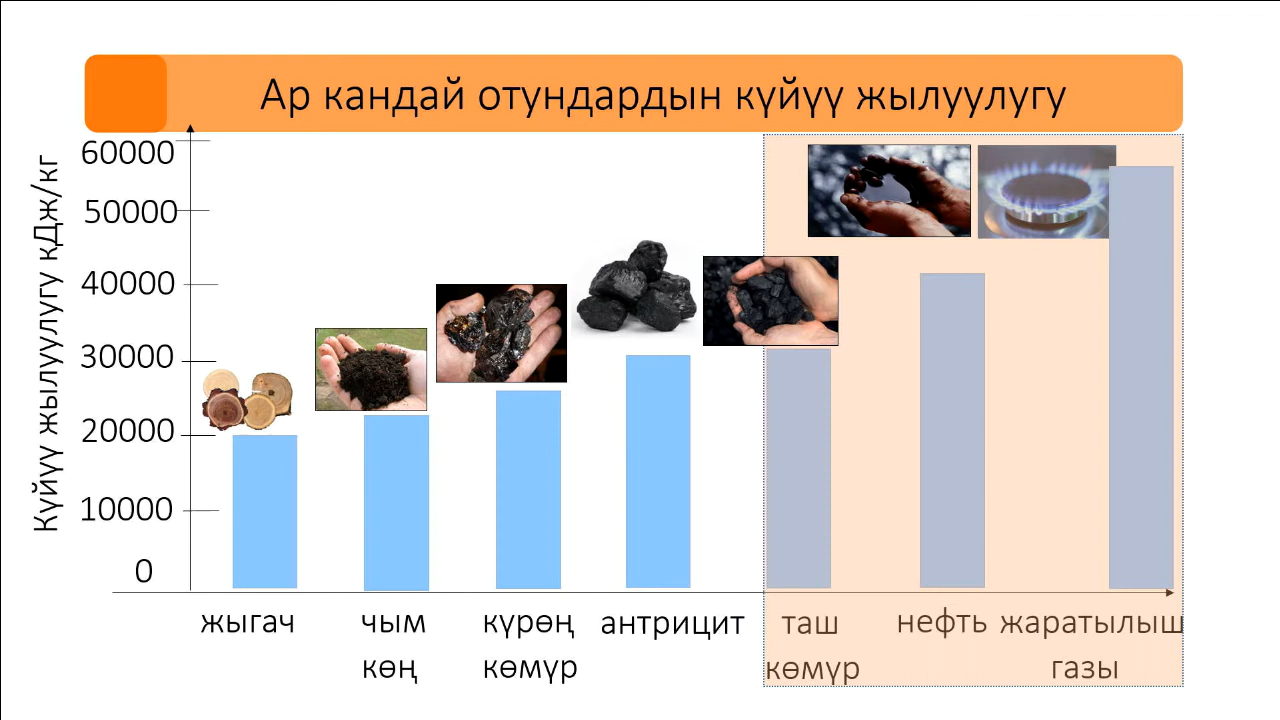 Ар кандай отундардын күйүү жылуулугу
Күйүү жылуулугу кДж/кг
60000
50000
40000
30000
20000
10000
0
жыгач
чым
көң
күрөң
көмүр
антрицит
таш
көмүр
нефть
жаратылыш
газы